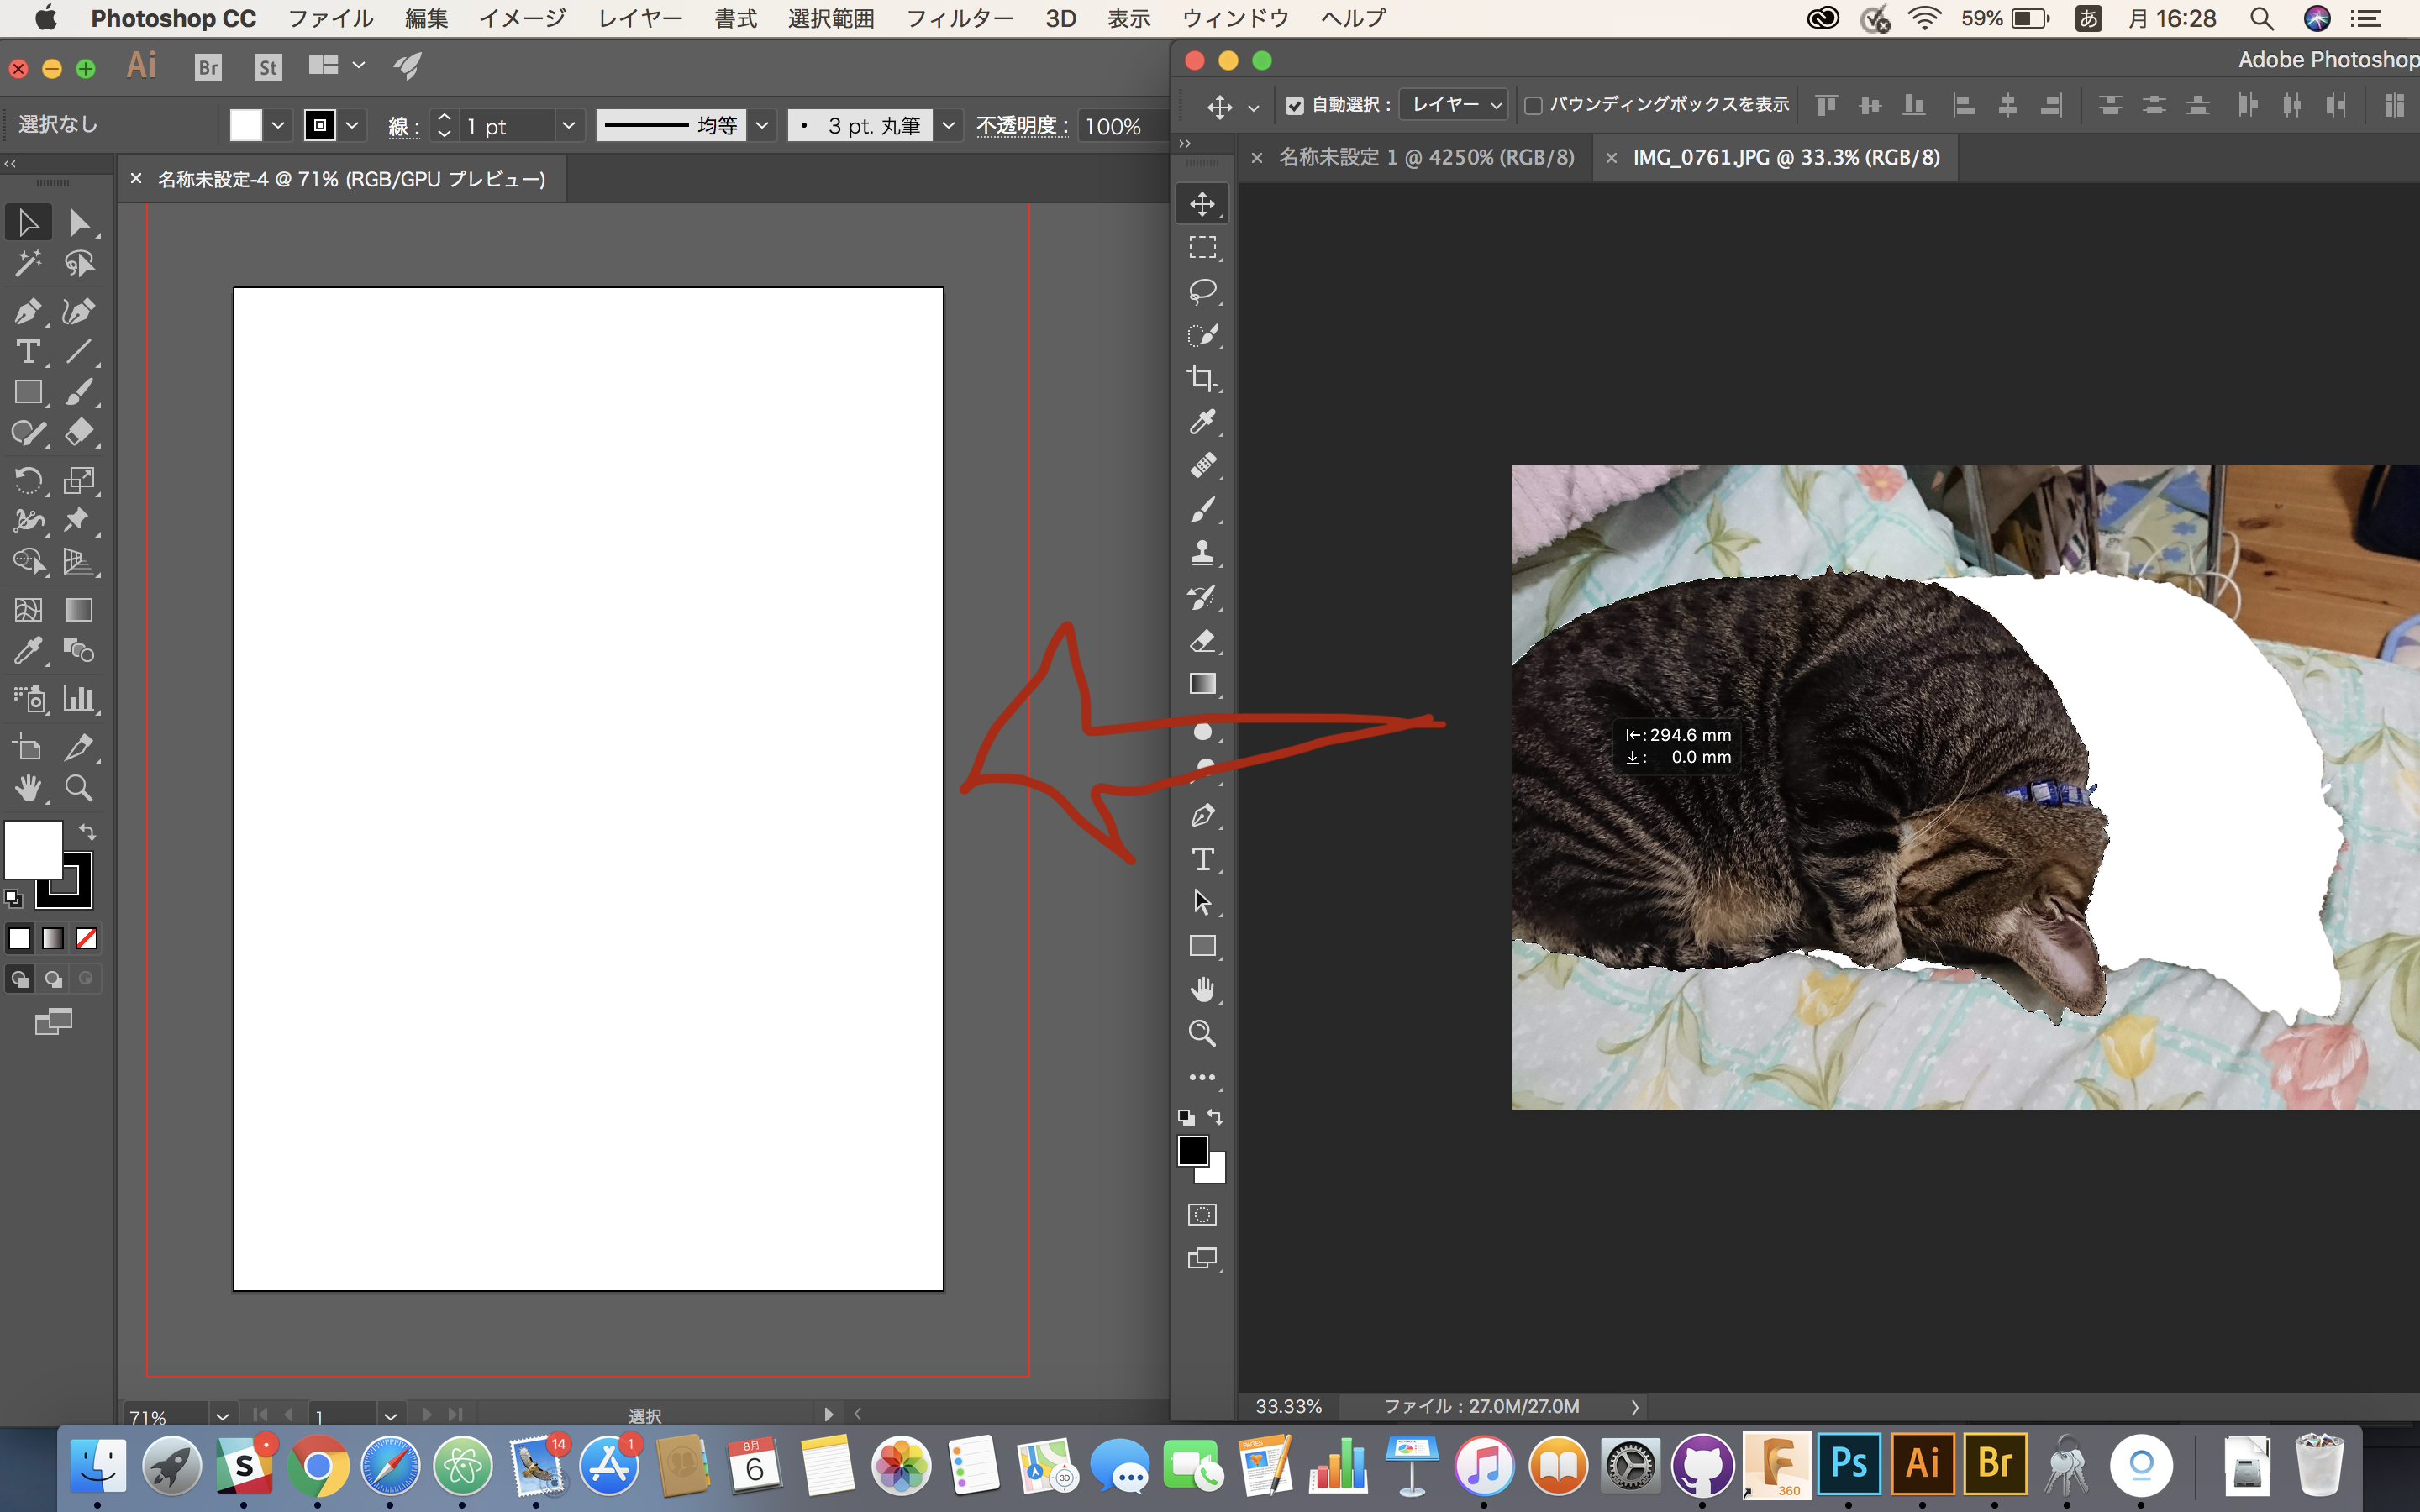 Photoshop CC ファイル 編集 イメージ レイヤー 書式 選択範囲 フィルター 3D 表示 ウィンドウ ヘルプ 59% あ 月 16:28
Ai Br St
Adobe Photoshop
選択なし 線 : 1 pt 均等 3 pt. 丸筆 不透明度 : 100%
自動選択 : レイヤー バウンディングボックスを表示
× 名称未設定-4 @ 71% (RGB/GPU プレビュー)
× 名称未設定 1 @ 4250% (RGB/8) × IMG_0761.JPG @ 33.3% (RGB/8)
294.6 mm
0.0 mm
71% 1 選択
33.33% ファイル : 27.0M/27.0M
S 14 1 8月 6 3D PAGES 360 Ps Ai Br